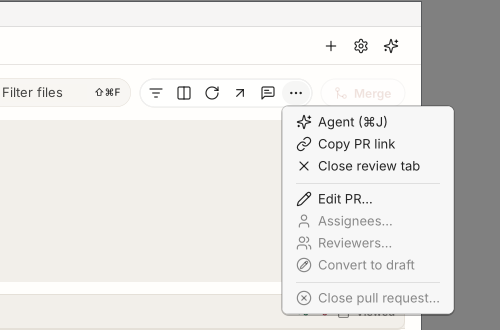 Filter files ⇧⌘F
Merge
Agent (⌘J)
Copy PR link
Close review tab
Edit PR...
Assignees...
Reviewers...
Convert to draft
Close pull request...
Viewed